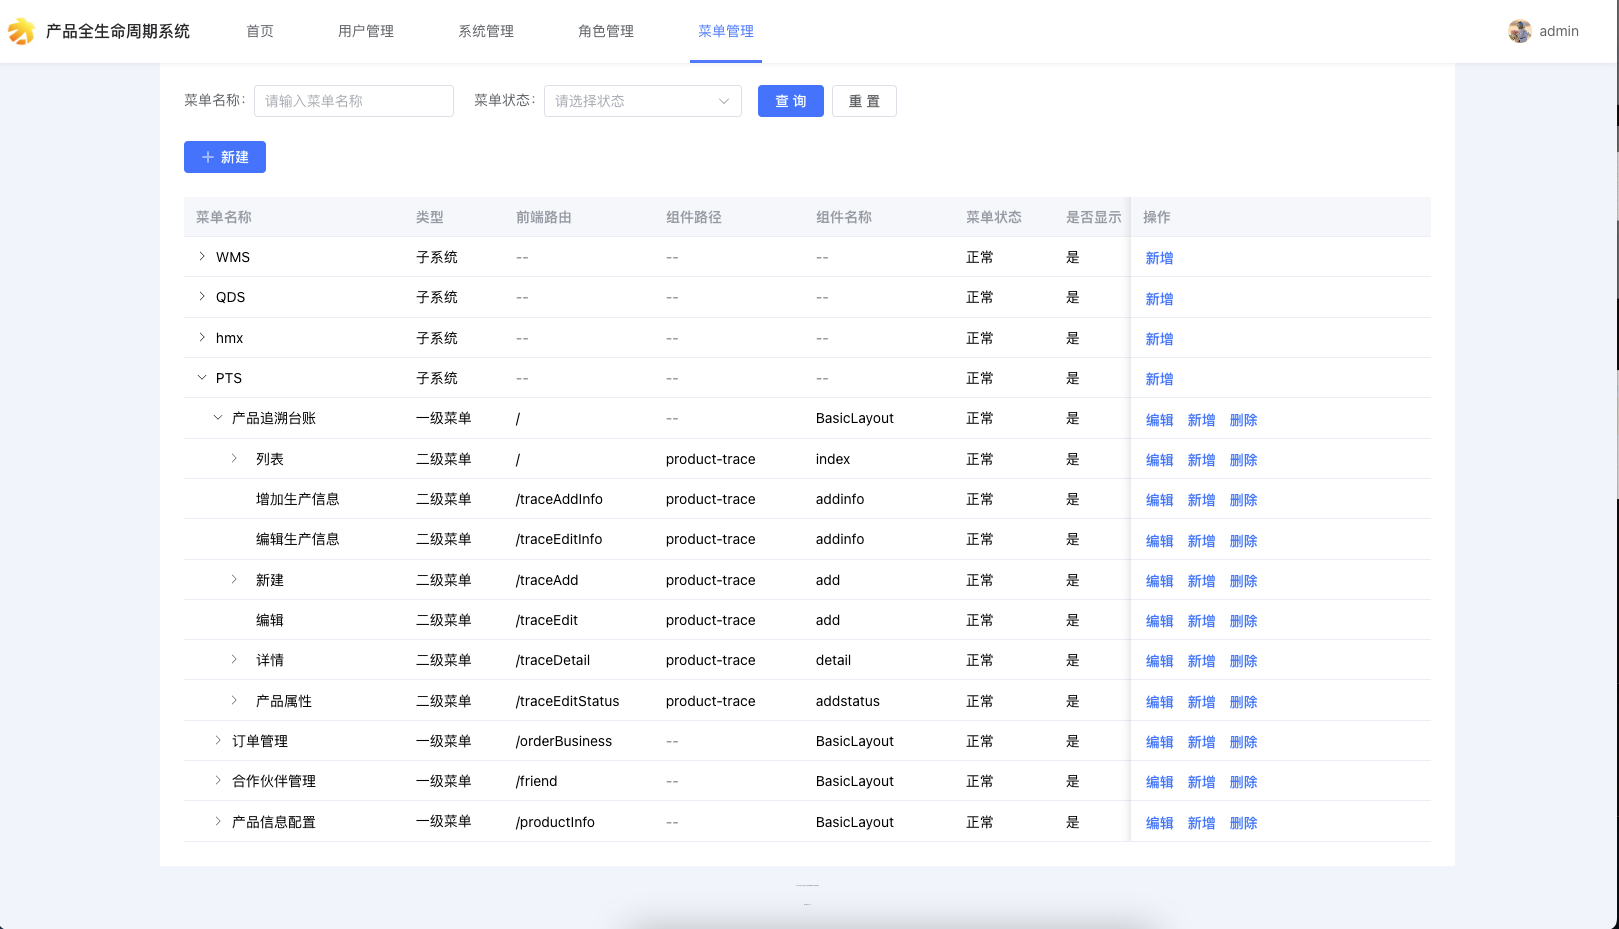 产品全生命周期系统 首页 用户管理 系统管理 角色管理 菜单管理 admin
菜单名称: 请输入菜单名称 菜单状态: 请选择状态 查 询 重 置
新建
菜单名称 类型 前端路由 组件路径 组件名称 菜单状态 是否显示 操作
WMS 子系统 -- -- -- 正常 是 新增
QDS 子系统 -- -- -- 正常 是 新增
hmx 子系统 -- -- -- 正常 是 新增
PTS 子系统 -- -- -- 正常 是 新增
产品追溯台账 一级菜单 / -- BasicLayout 正常 是 编辑 新增 删除
列表 二级菜单 / product-trace index 正常 是 编辑 新增 删除
增加生产信息 二级菜单 /traceAddInfo product-trace addinfo 正常 是 编辑 新增 删除
编辑生产信息 二级菜单 /traceEditInfo product-trace addinfo 正常 是 编辑 新增 删除
新建 二级菜单 /traceAdd product-trace add 正常 是 编辑 新增 删除
编辑 二级菜单 /traceEdit product-trace add 正常 是 编辑 新增 删除
详情 二级菜单 /traceDetail product-trace detail 正常 是 编辑 新增 删除
产品属性 二级菜单 /traceEditStatus product-trace addstatus 正常 是 编辑 新增 删除
订单管理 一级菜单 /orderBusiness -- BasicLayout 正常 是 编辑 新增 删除
合作伙伴管理 一级菜单 /friend -- BasicLayout 正常 是 编辑 新增 删除
产品信息配置 一级菜单 /productInfo -- BasicLayout 正常 是 编辑 新增 删除